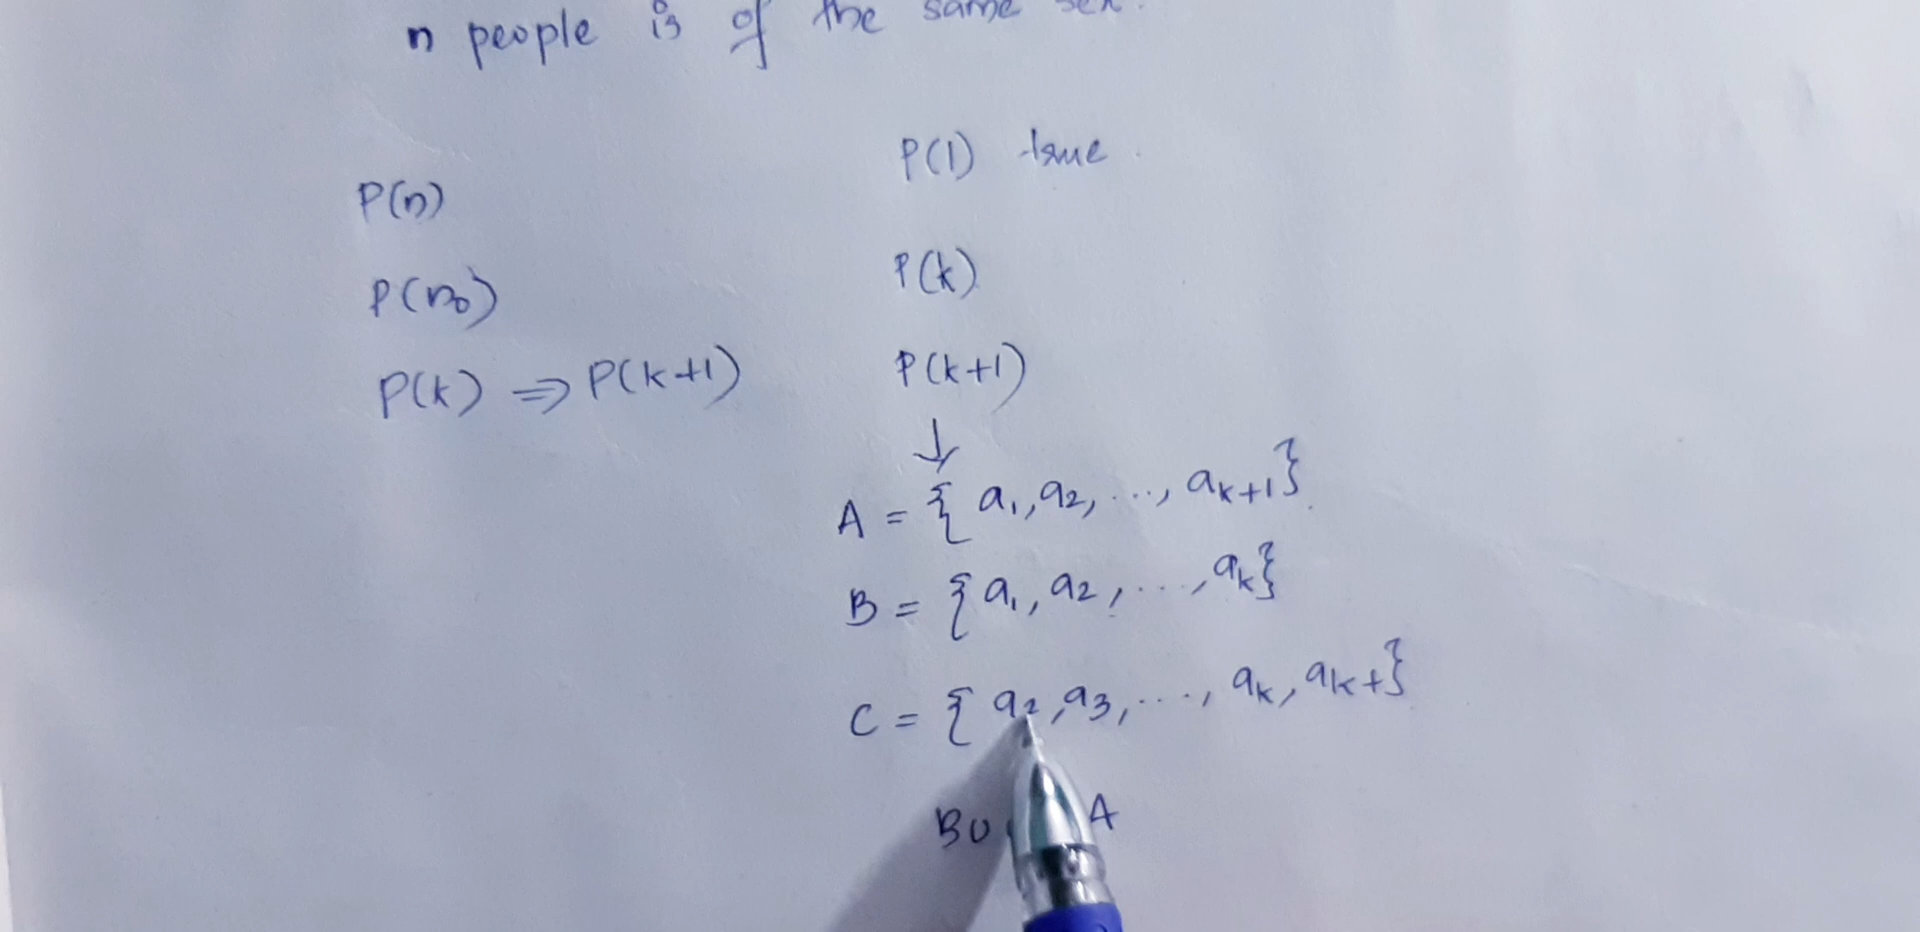 n people is of the same sex.
P(1) true.
P(n)
P(n₀)
P(k) ⇒ P(k+1)
P(k)
P(k+1)
↓
A = { a₁, a₂, ..., aₖ₊₁}
B = { a₁, a₂, ..., aₖ}
C = { a₂, a₃, ..., aₖ, aₖ₊}
B∪ A